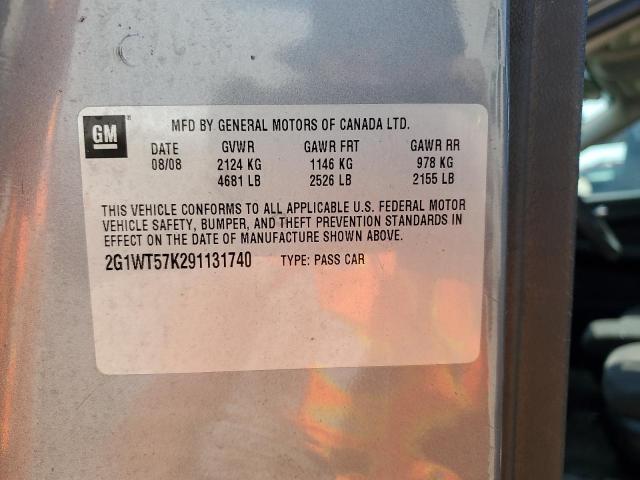 GM MFD BY GENERAL MOTORS OF CANADA LTD.
DATE GVWR GAWR FRT GAWR RR
08/08 2124 KG 1146 KG 978 KG
4681 LB 2526 LB 2155 LB
THIS VEHICLE CONFORMS TO ALL APPLICABLE U.S. FEDERAL MOTOR
VEHICLE SAFETY, BUMPER, AND THEFT PREVENTION STANDARDS IN
EFFECT ON THE DATE OF MANUFACTURE SHOWN ABOVE.
2G1WT57K291131740 TYPE: PASS CAR